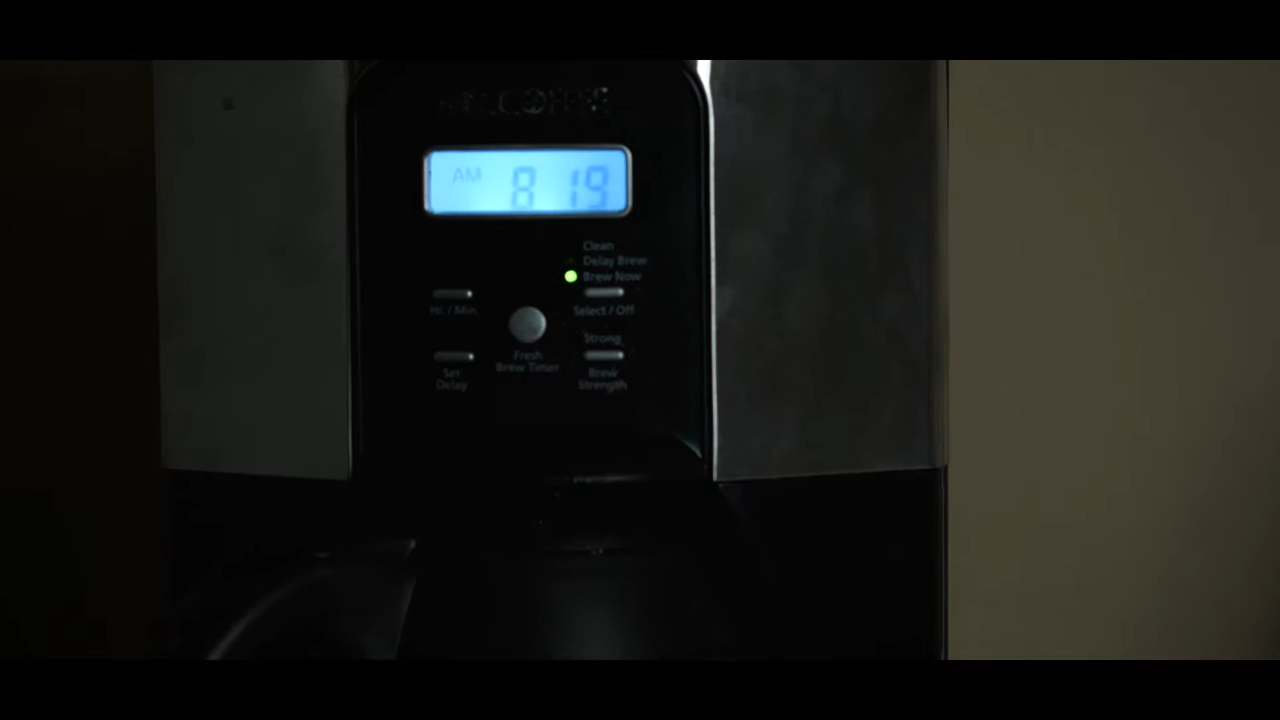 AM 8 19
Clean
Delay Brew
Brew Now
Hr / Min
Select / Off
Strong
Fresh
Brew Timer
Set
Delay
Brew
Strength